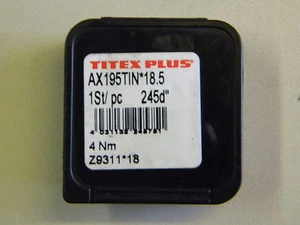 TITEX PLUS
AX195TIN*18.5
1St/pc 245d"
4 Nm
Z9311*18